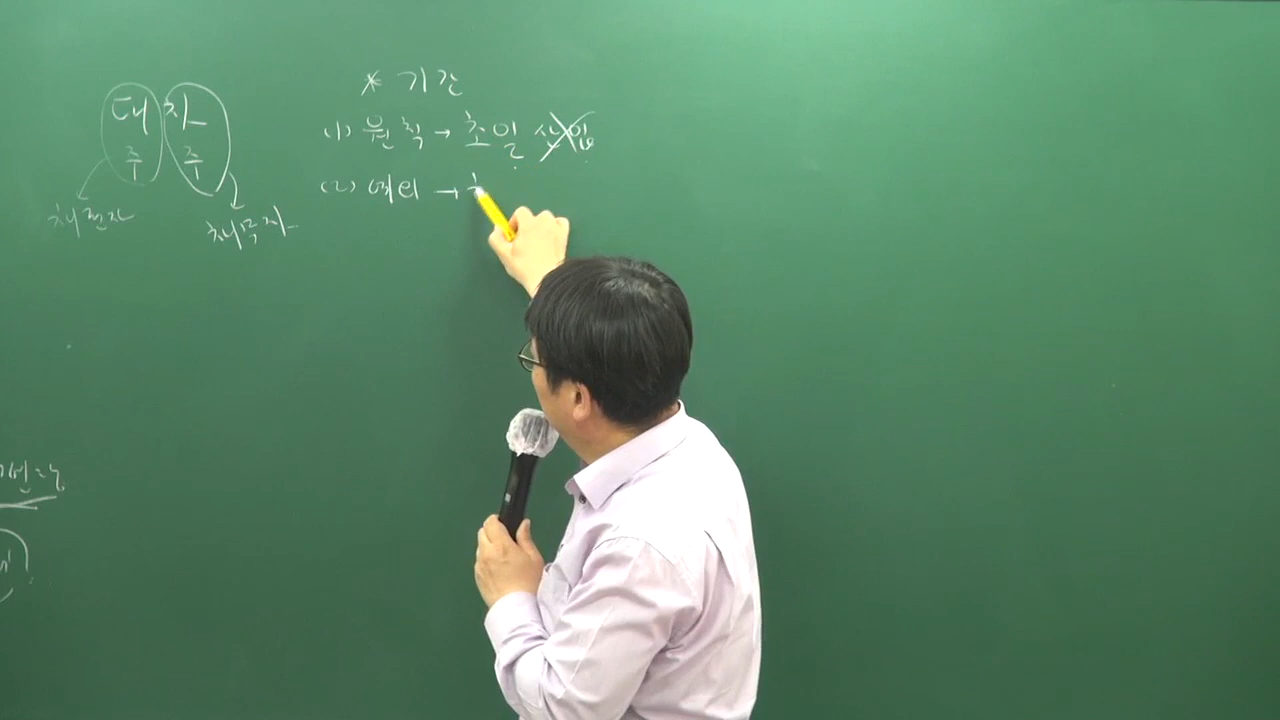 * 기간
대 차
주 주
채권자
채무자
(1) 원칙 → 초일 산입
(2) 예외 →